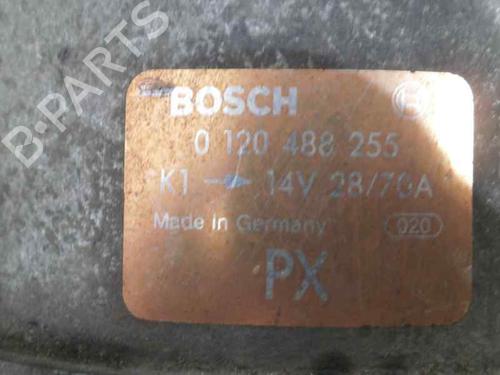 B-PARTS
BOSCH
0 120 488 255
K1 → 14V 28/70A
Made in Germany 020
PX